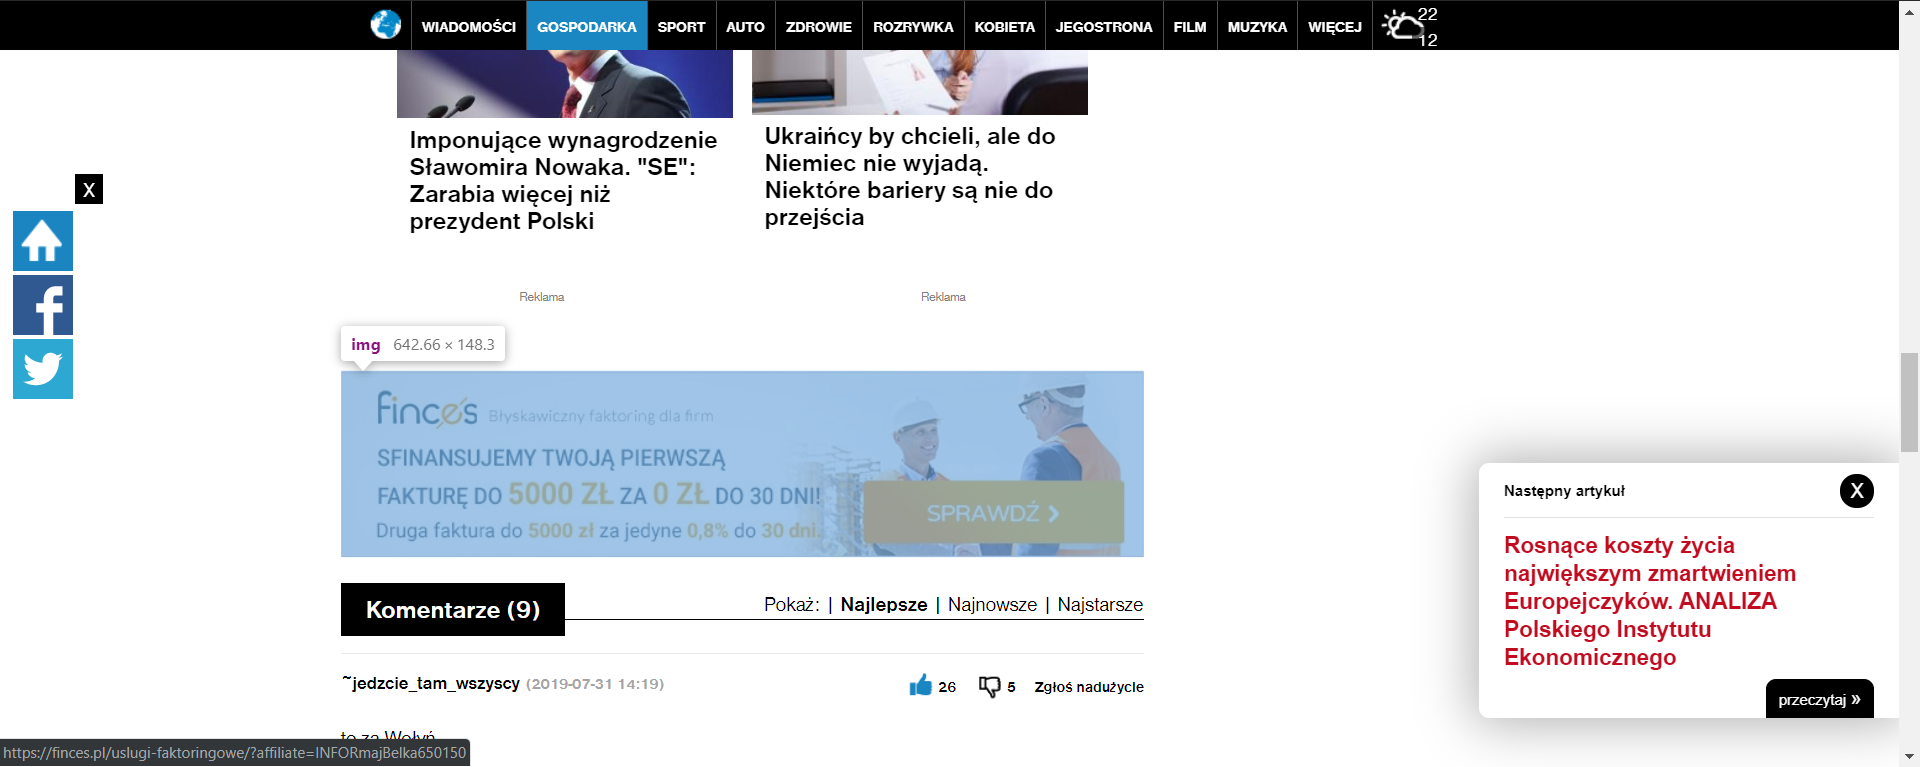 WIADOMOŚCI GOSPODARKA SPORT AUTO ZDROWIE ROZRYWKA KOBIETA JEGOSTRONA FILM MUZYKA WIĘCEJ 22
12
Imponujące wynagrodzenie
Sławomira Nowaka. "SE":
Zarabia więcej niż
prezydent Polski
Ukraińcy by chcieli, ale do
Niemiec nie wyjadą.
Niektóre bariery są nie do
przejścia
X
Reklama
Reklama
img 642.66 × 148.3
finces Błyskawiczny faktoring dla firm
SFINANSUJEMY TWOJĄ PIERWSZĄ
FAKTURĘ DO 5000 ZŁ ZA 0 ZŁ DO 30 DNI!
Druga faktura do 5000 zł za jedyne 0,8% do 30 dni.
SPRAWDŹ
Następny artykuł X
Rosnące koszty życia
największym zmartwieniem
Europejczyków. ANALIZA
Polskiego Instytutu
Ekonomicznego
przeczytaj »
Komentarze (9)
Pokaż: | Najlepsze | Najnowsze | Najstarsze
~jedzcie_tam_wszyscy (2019-07-31 14:19) 26 5 Zgłoś nadużycie
to za Wołyń
https://finces.pl/uslugi-faktoringowe/?affiliate=INFORmajBelka650150